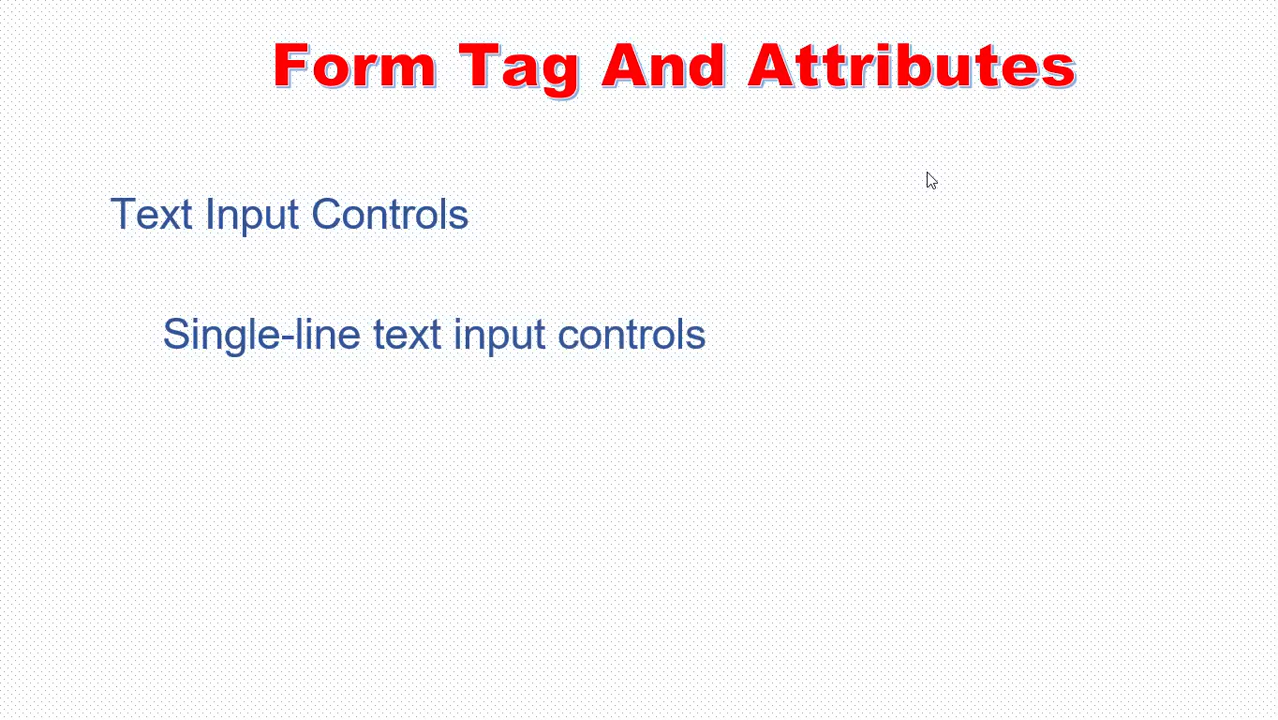 Form Tag And Attributes
Text Input Controls
Single-line text input controls